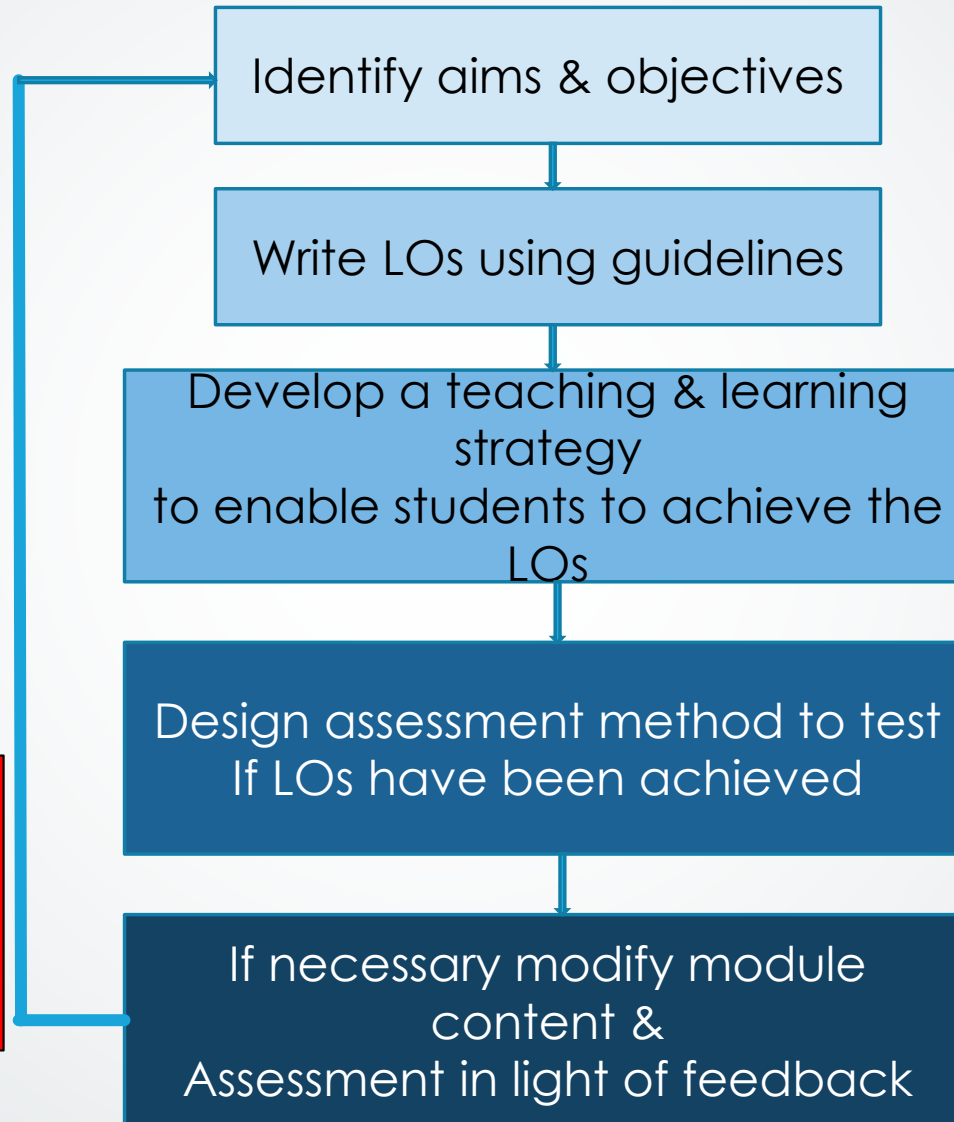 Identify aims & objectives
Write LOs using guidelines
Develop a teaching & learning
strategy
to enable students to achieve the
LOs
Design assessment method to test
If LOs have been achieved
If necessary modify module
content &
Assessment in light of feedback